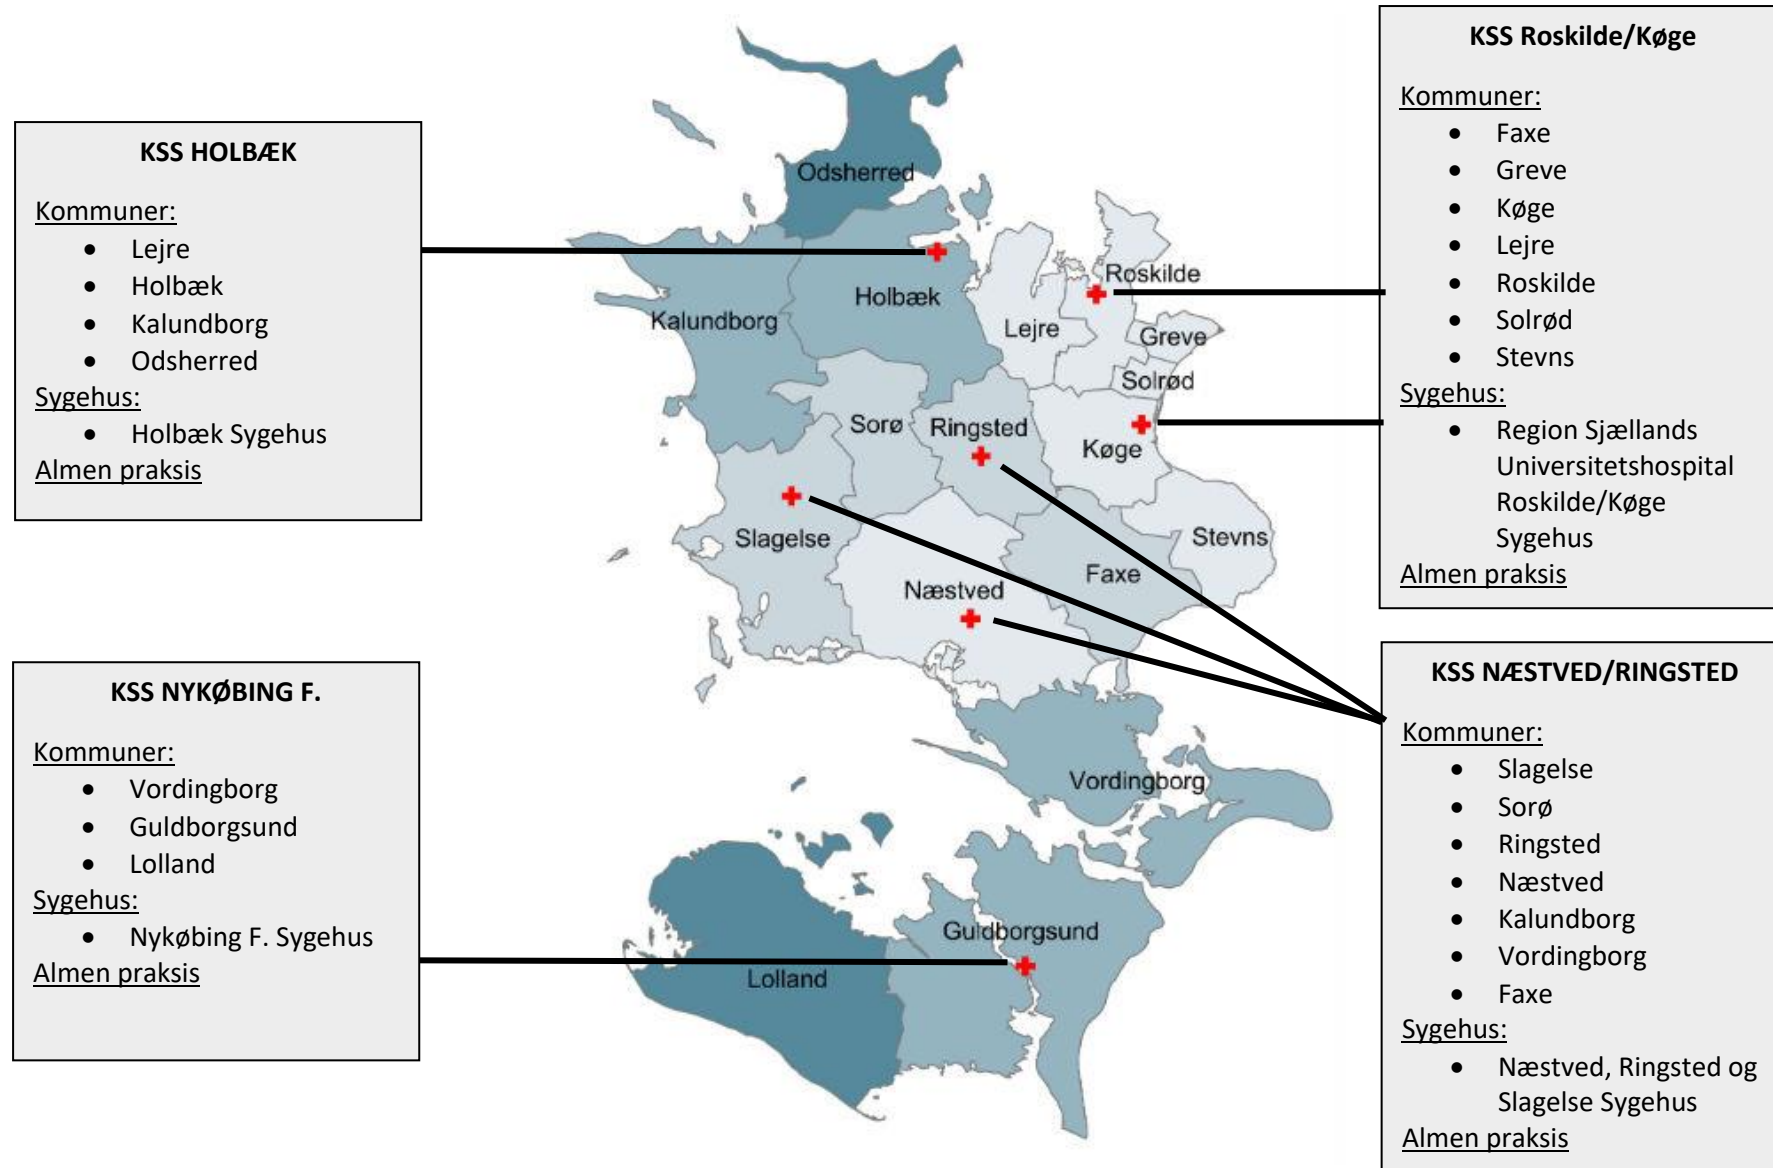 KSS HOLBÆK
Kommuner:
• Lejre
• Holbæk
• Kalundborg
• Odsherred
Sygehus:
• Holbæk Sygehus
Almen praksis
KSS NYKØBING F.
Kommuner:
• Vordingborg
• Guldborgsund
• Lolland
Sygehus:
• Nykøbing F. Sygehus
Almen praksis
Odsherred
Holbæk
Kalundborg
Roskilde
Lejre
Greve
Solrød
Sorø
Ringsted
Køge
Slagelse
Stevns
Faxe
Næstved
Vordingborg
Guldborgsund
Lolland
KSS Roskilde/Køge
Kommuner:
• Faxe
• Greve
• Køge
• Lejre
• Roskilde
• Solrød
• Stevns
Sygehus:
• Region Sjællands
Universitetshospital
Roskilde/Køge
Sygehus
Almen praksis
KSS NÆSTVED/RINGSTED
Kommuner:
• Slagelse
• Sorø
• Ringsted
• Næstved
• Kalundborg
• Vordingborg
• Faxe
Sygehus:
• Næstved, Ringsted og
Slagelse Sygehus
Almen praksis